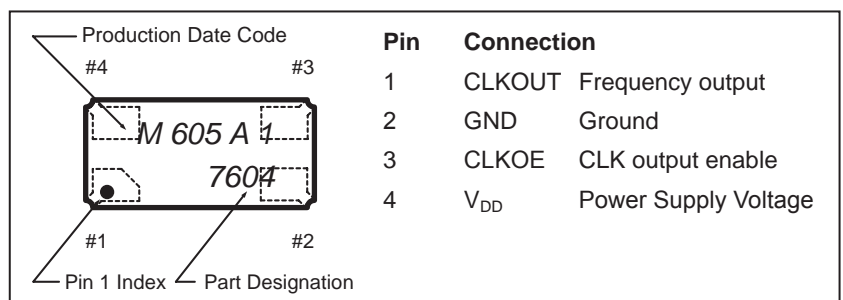 Production Date Code
#4 #3
M 605 A 1
7604
#1 #2
Pin 1 Index Part Designation
Pin Connection
1 CLKOUT Frequency output
2 GND Ground
3 CLKOE CLK output enable
4 VDD Power Supply Voltage